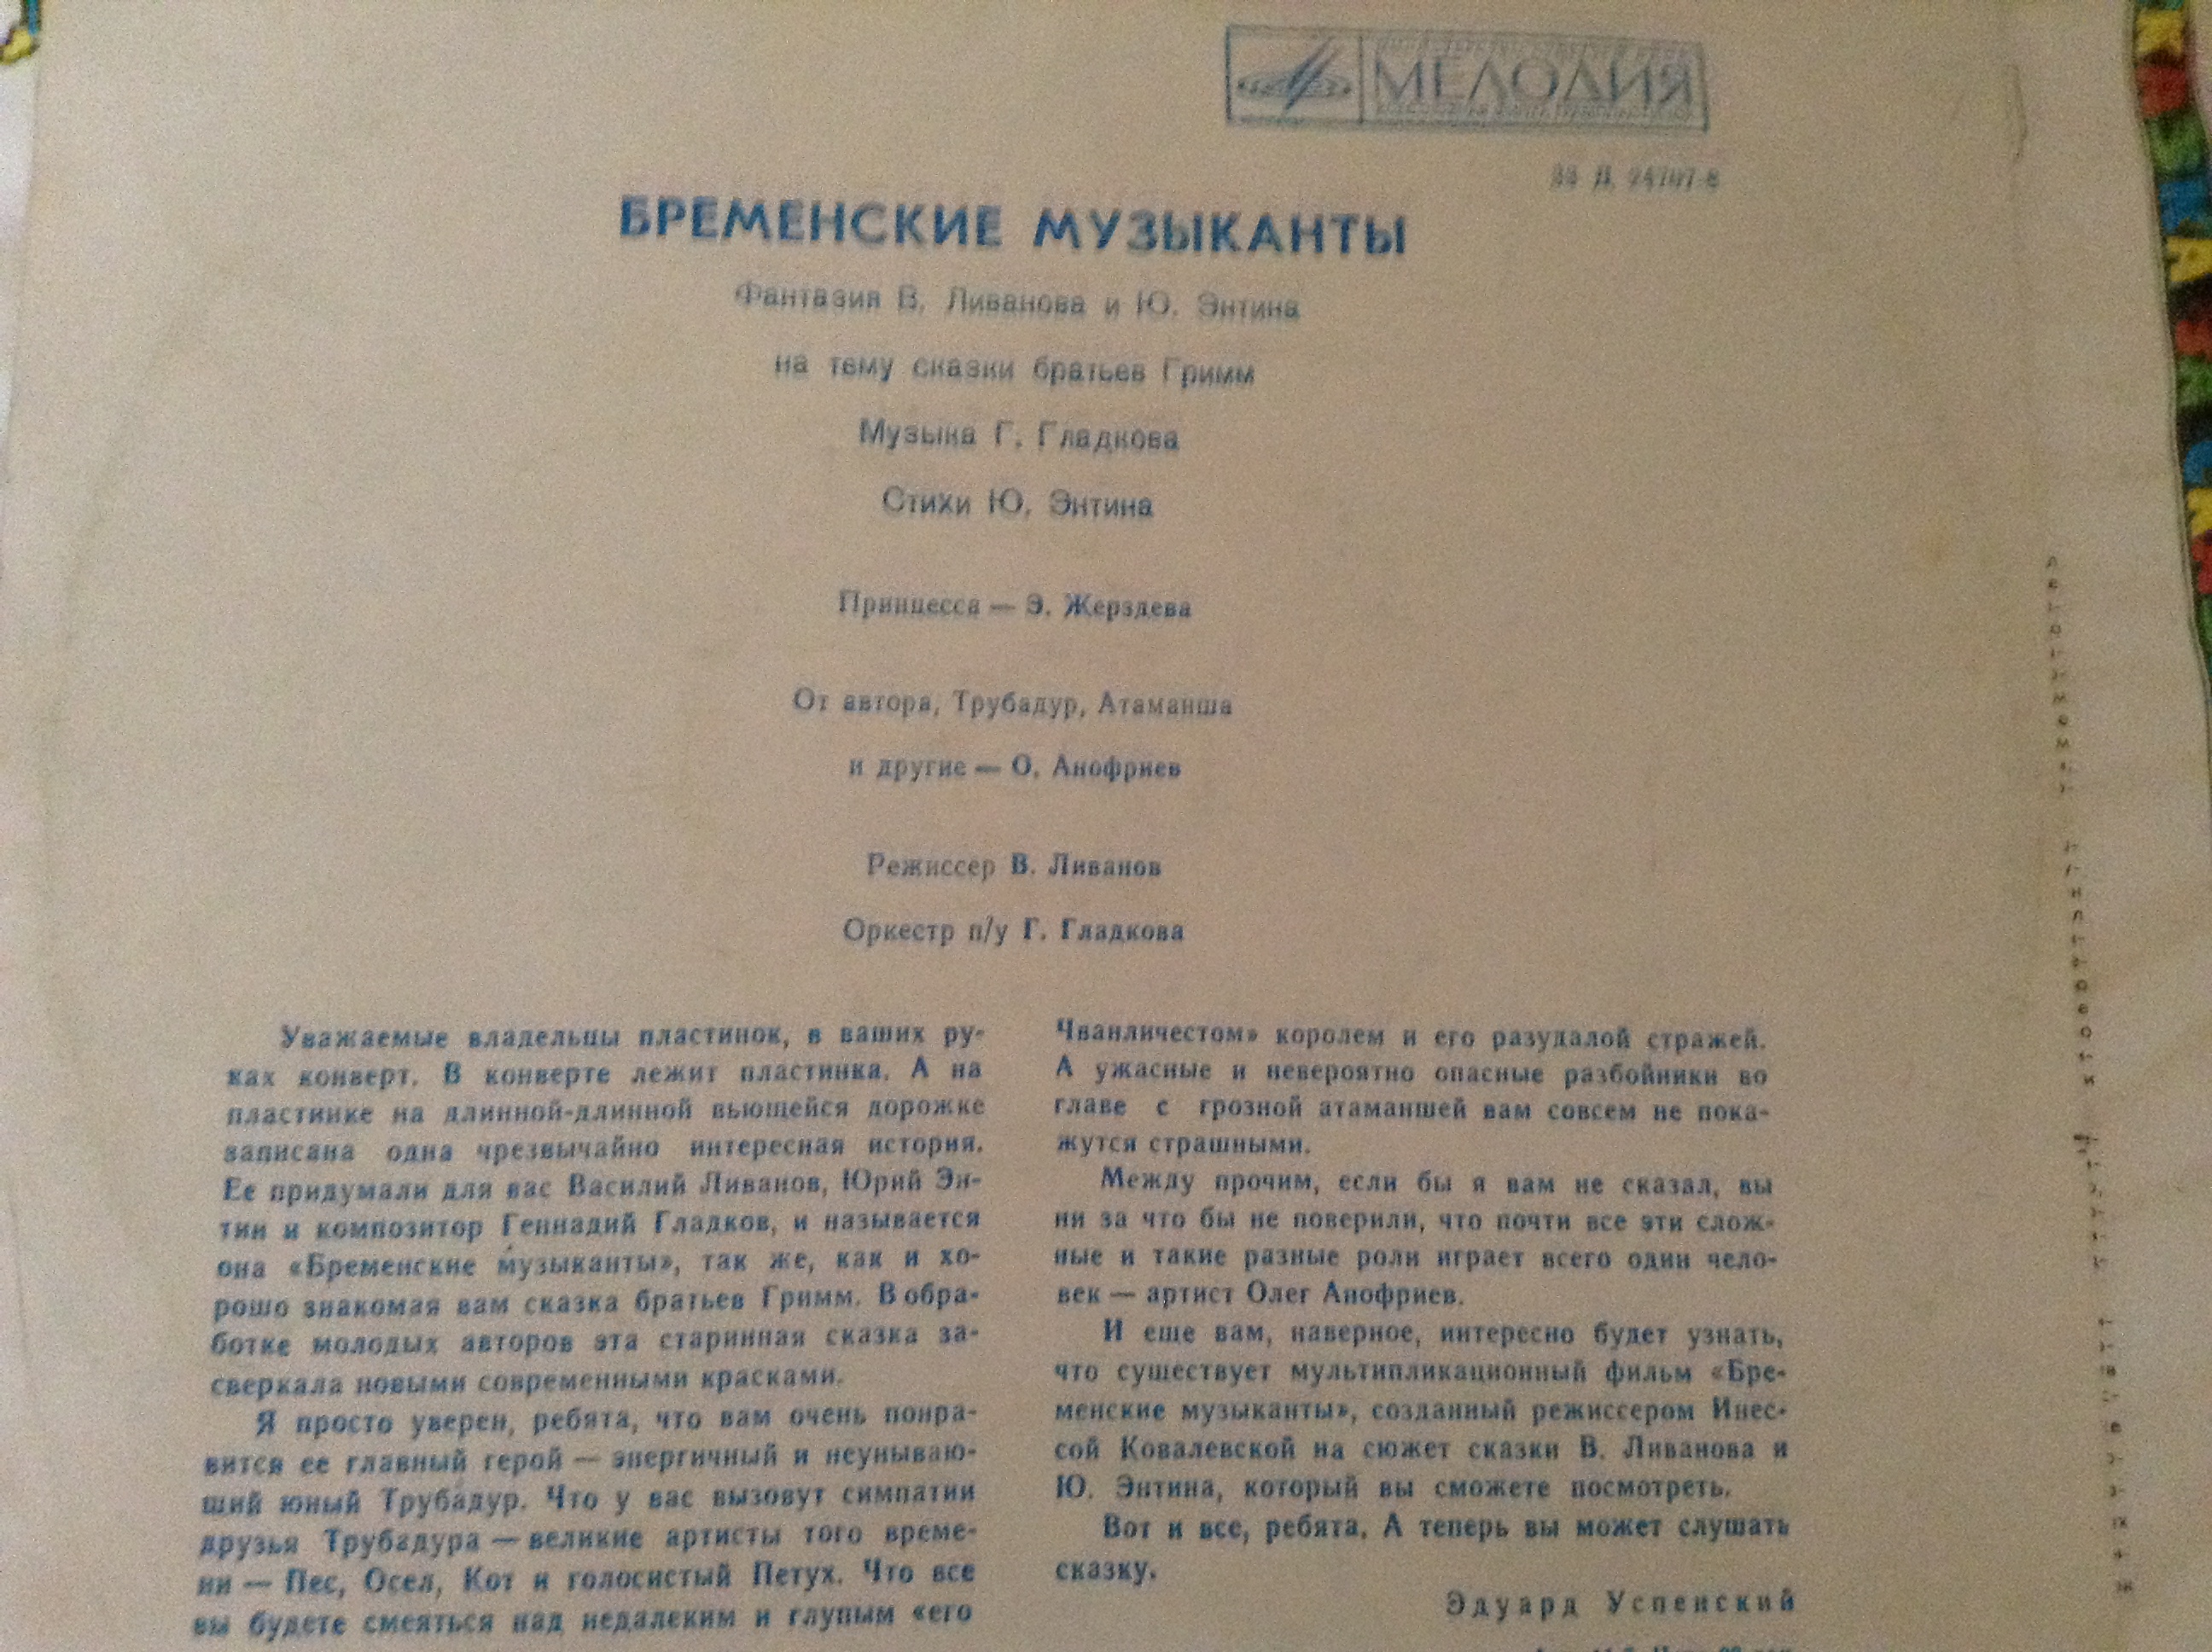 МЕЛОДИЯ
БРЕМЕНСКИЕ МУЗЫКАНТЫ
Фантазия В. Ливанова и Ю. Энтина
на тему сказки братьев Гримм
Музыка Г. Гладкова
Стихи Ю. Энтина
Принцесса — Э. Жерздева
От автора, Трубадур, Атаманша
и другие — О. Анофриев
Режиссер В. Ливанов
Оркестр п/у Г. Гладкова
Уважаемые владельцы пластинок, в ваших ру-
ках конверт. В конверте лежит пластинка. А на
пластинке на длинной-длинной вьющейся дорожке
записана одна чрезвычайно интересная история.
Ее придумали для вас Василий Ливанов, Юрий Эн-
тин и композитор Геннадий Гладков, и называется
она «Бременские музыканты», так же, как и хо-
рошо знакомая вам сказка братьев Гримм. В обра-
ботке молодых авторов эта старинная сказка за-
сверкала новыми современными красками.
Я просто уверен, ребята, что вам очень понра-
вится ее главный герой — энергичный и неунываю-
щий юный Трубадур. Что у вас вызовут симпатии
друзья Трубадура — великие артисты того време-
ни — Пес, Осел, Кот и голосистый Петух. Что все
вы будете смеяться над недалеким и глупым «его
Чванличестом» королем и его разудалой стражей.
А ужасные и невероятно опасные разбойники во
главе с грозной атаманшей вам совсем не пока-
жутся страшными.
Между прочим, если бы я вам не сказал, вы
ни за что бы не поверили, что почти все эти слож-
ные и такие разные роли играет всего один чело-
век — артист Олег Анофриев.
И еще вам, наверное, интересно будет узнать,
что существует мультипликационный фильм «Бре-
менские музыканты», созданный режиссером Инес-
сой Ковалевской на сюжет сказки В. Ливанова и
Ю. Энтина, который вы сможете посмотреть.
Вот и все, ребята. А теперь вы может слушать
сказку.
Эдуард Успенский